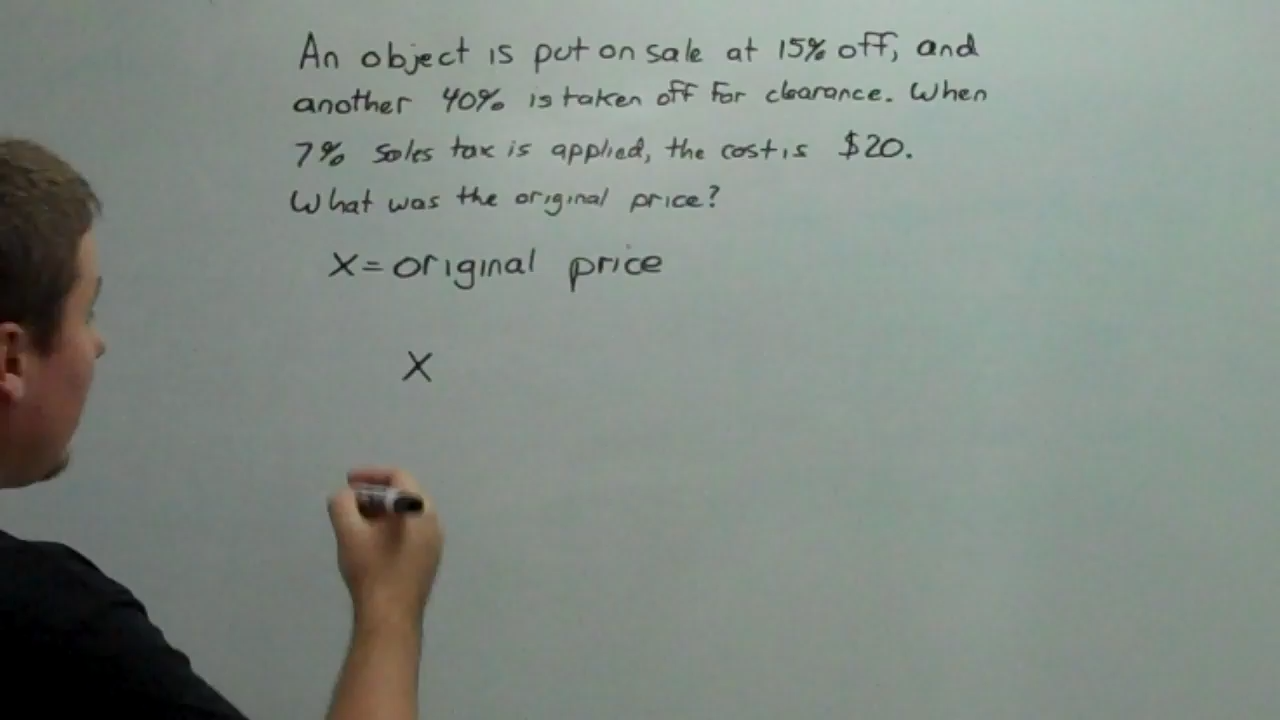 An object is put on sale at 15% off, and
another 40% is taken off for clearance. When
7% sales tax is applied, the cost is $20.
What was the original price?
X = original price
X